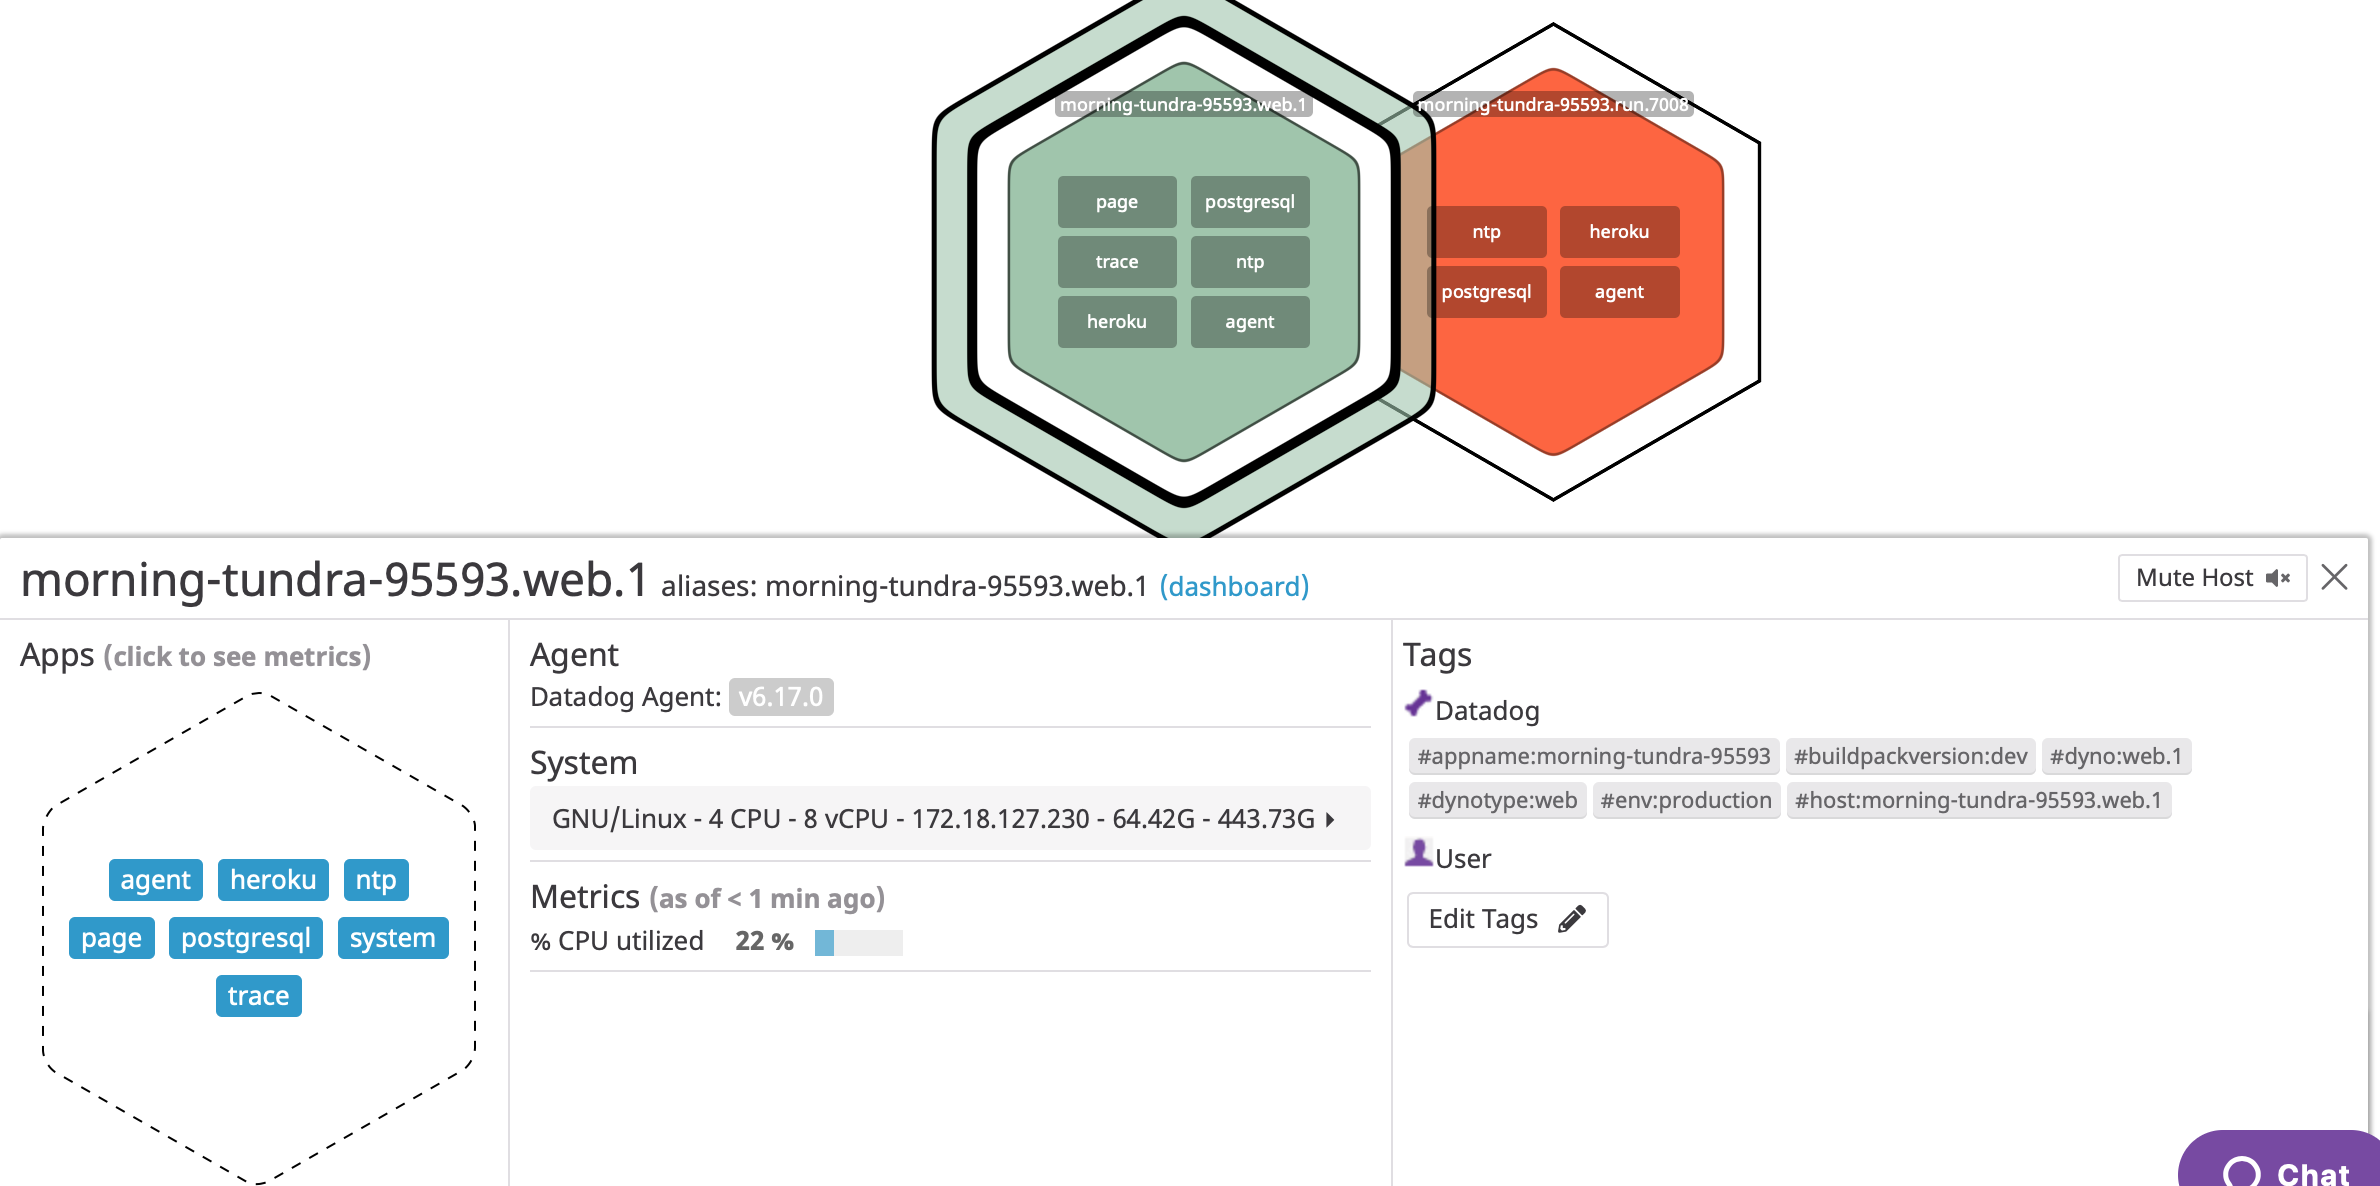 morning-tundra-95593.web.1
morning-tundra-95593.run.7008
page postgresql
trace ntp
heroku agent
ntp heroku
postgresql agent
morning-tundra-95593.web.1 aliases: morning-tundra-95593.web.1 (dashboard)
Mute Host
Apps (click to see metrics)
agent heroku ntp
page postgresql system
trace
Agent
Datadog Agent: v6.17.0
System
GNU/Linux - 4 CPU - 8 vCPU - 172.18.127.230 - 64.42G - 443.73G
Metrics (as of < 1 min ago)
% CPU utilized 22 %
Tags
Datadog
#appname:morning-tundra-95593 #buildpackversion:dev #dyno:web.1
#dynotype:web #env:production #host:morning-tundra-95593.web.1
User
Edit Tags
Chat